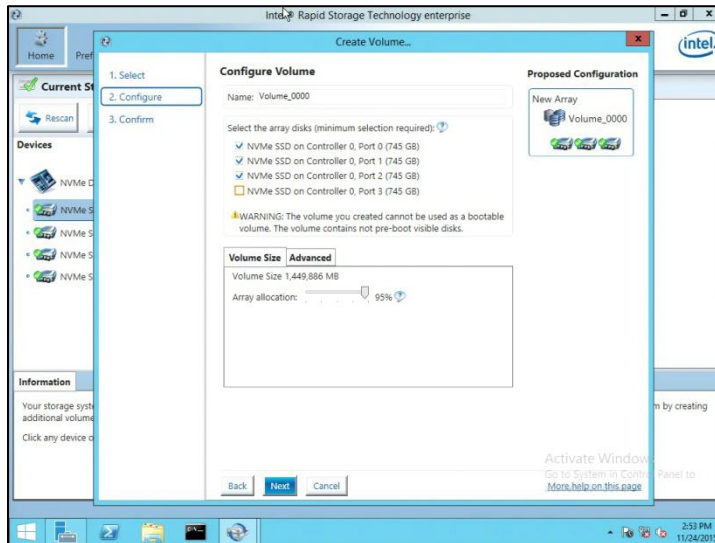 Intel® Rapid Storage Technology enterprise
Home
Pref
intel
Current St
Rescan
Devices
NVMe D
NVMe S
NVMe S
NVMe S
NVMe S
Create Volume...
1. Select
2. Configure
3. Confirm
Configure Volume
Name: Volume_0000
Select the array disks (minimum selection required):
NVMe SSD on Controller 0, Port 0 (745 GB)
NVMe SSD on Controller 0, Port 1 (745 GB)
NVMe SSD on Controller 0, Port 2 (745 GB)
NVMe SSD on Controller 0, Port 3 (745 GB)
WARNING: The volume you created cannot be used as a bootable
volume. The volume contains not pre-boot visible disks.
Volume Size Advanced
Volume Size 1,449,886 MB
Array allocation: 95%
Proposed Configuration
New Array
Volume_0000
Information
Your storage syste
additional volume
Click any device o
m by creating
Activate Window
Go to System in Contro Panel to
Back Next Cancel
More help on this page
2:53 PM
11/24/2015